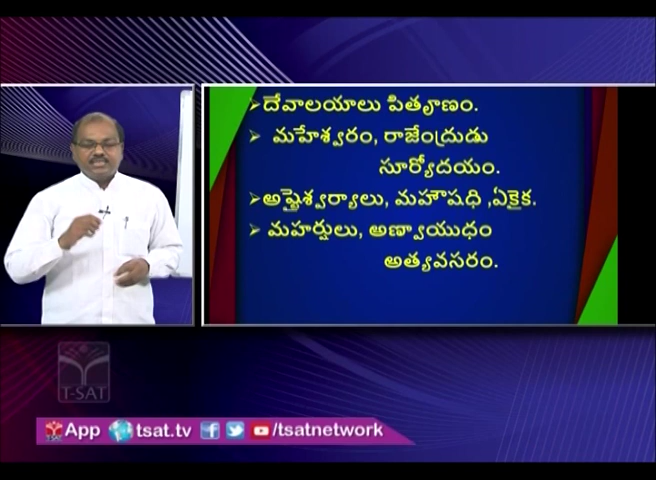 ➢దేవాలయాలు పితౄణం.
➢ మహేశ్వరం, రాజేంద్రుడు
సూర్యోదయం.
➢అష్టైశ్వర్యాలు, మహౌషధి ,ఏకైక.
➢ మహర్షులు, అణ్వాయుధం
అత్యవసరం.
T-SAT
App tsat.tv /tsatnetwork